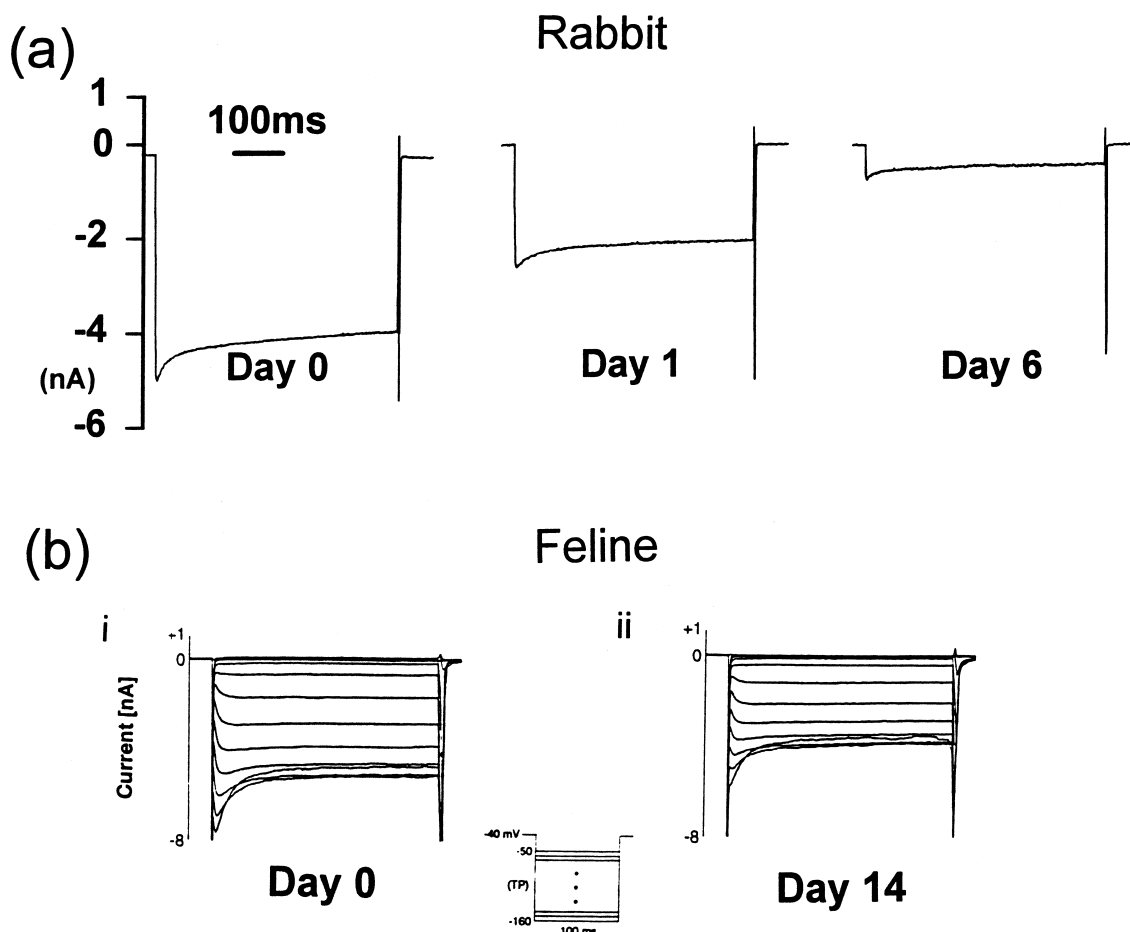 (a)
Rabbit
1
0
-2
-4
-6
(nA)
100ms
Day 0
Day 1
Day 6
(b)
Feline
i
+1
0
-8
Current [nA]
Day 0
-40 mV
-50
(TP)
-160
100 ms
ii
+1
0
-8
Day 14